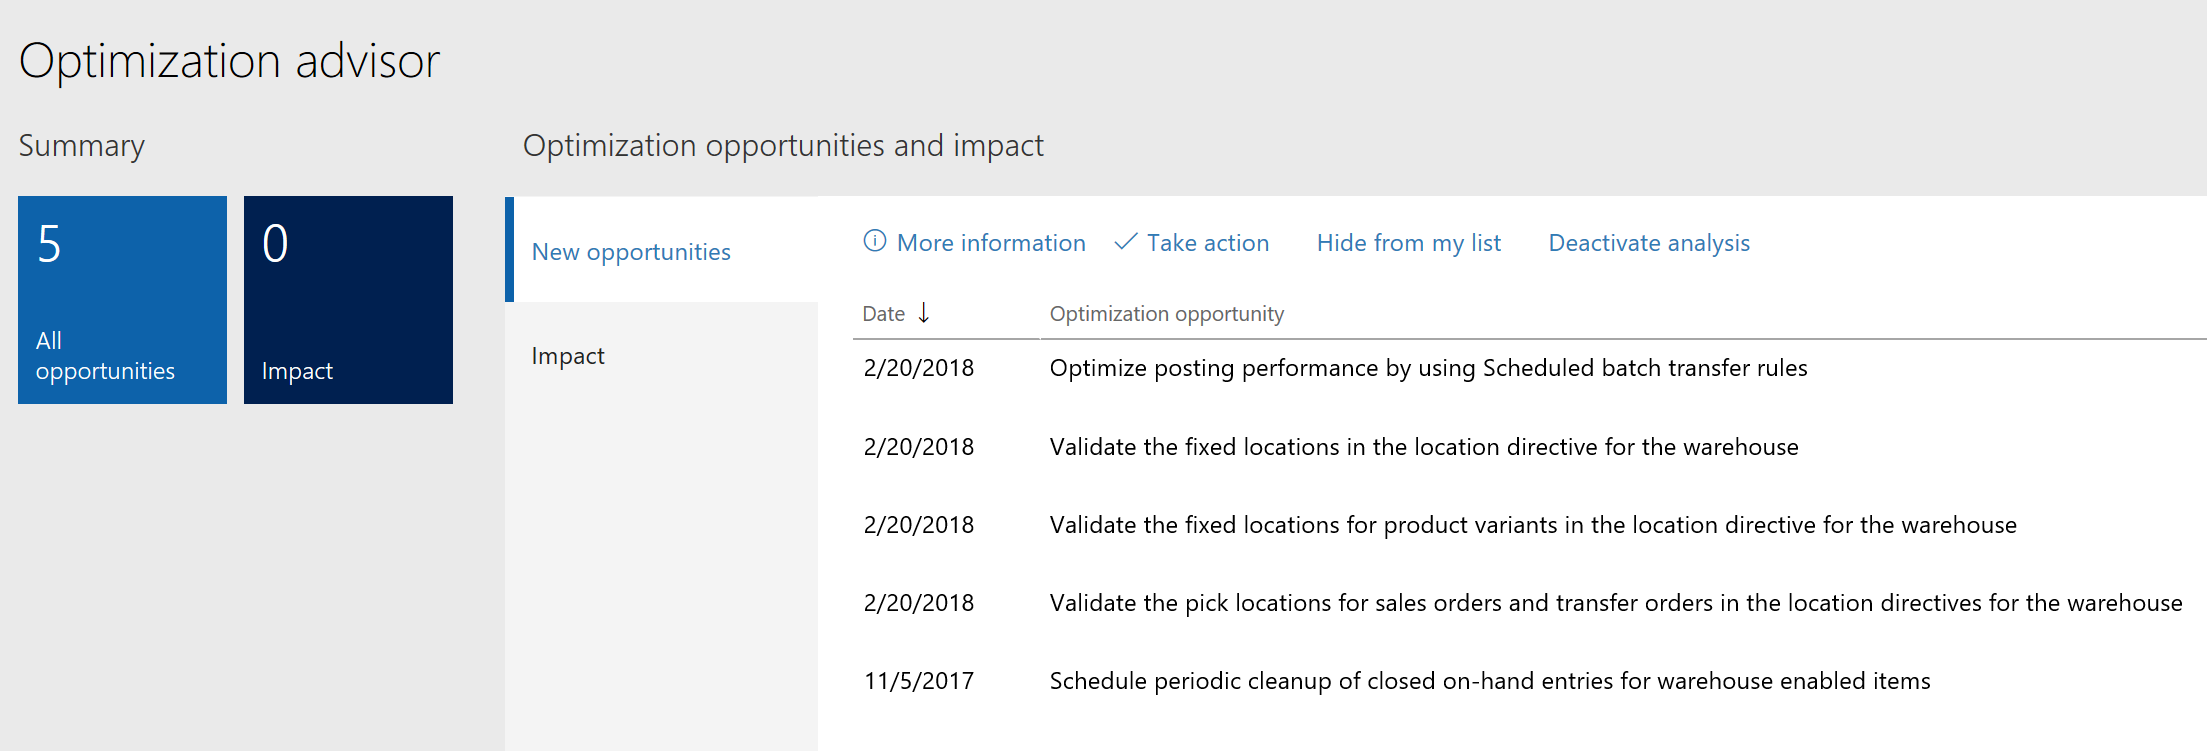 Optimization advisor
Summary
5
All
opportunities
0
Impact
Optimization opportunities and impact
New opportunities
Impact
More information Take action Hide from my list Deactivate analysis
Date Optimization opportunity
2/20/2018 Optimize posting performance by using Scheduled batch transfer rules
2/20/2018 Validate the fixed locations in the location directive for the warehouse
2/20/2018 Validate the fixed locations for product variants in the location directive for the warehouse
2/20/2018 Validate the pick locations for sales orders and transfer orders in the location directives for the warehouse
11/5/2017 Schedule periodic cleanup of closed on-hand entries for warehouse enabled items